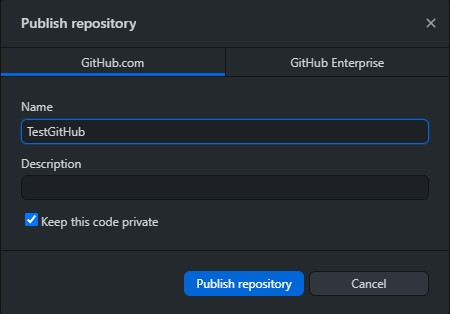 Publish repository
GitHub.com
GitHub Enterprise
Name
TestGitHub
Description
Keep this code private
Publish repository
Cancel